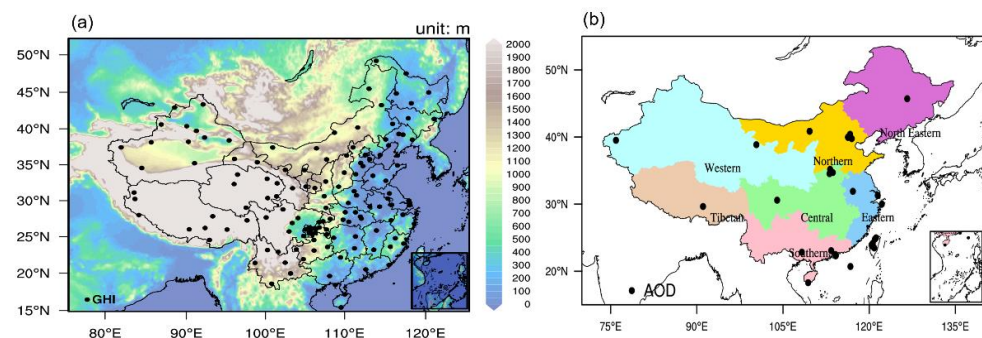 (a)
unit: m
50°N
45°N
40°N
35°N
30°N
25°N
20°N
15°N
GHI
80°E
90°E
100°E
110°E
120°E
2000
1900
1800
1700
1600
1500
1400
1300
1200
1100
1000
900
800
700
600
500
400
300
200
100
0
(b)
50°N
40°N
30°N
20°N
North Eastern
Northern
Western
Tibetan
Central
Eastern
Southern
AOD
75°E
90°E
105°E
120°E
135°E